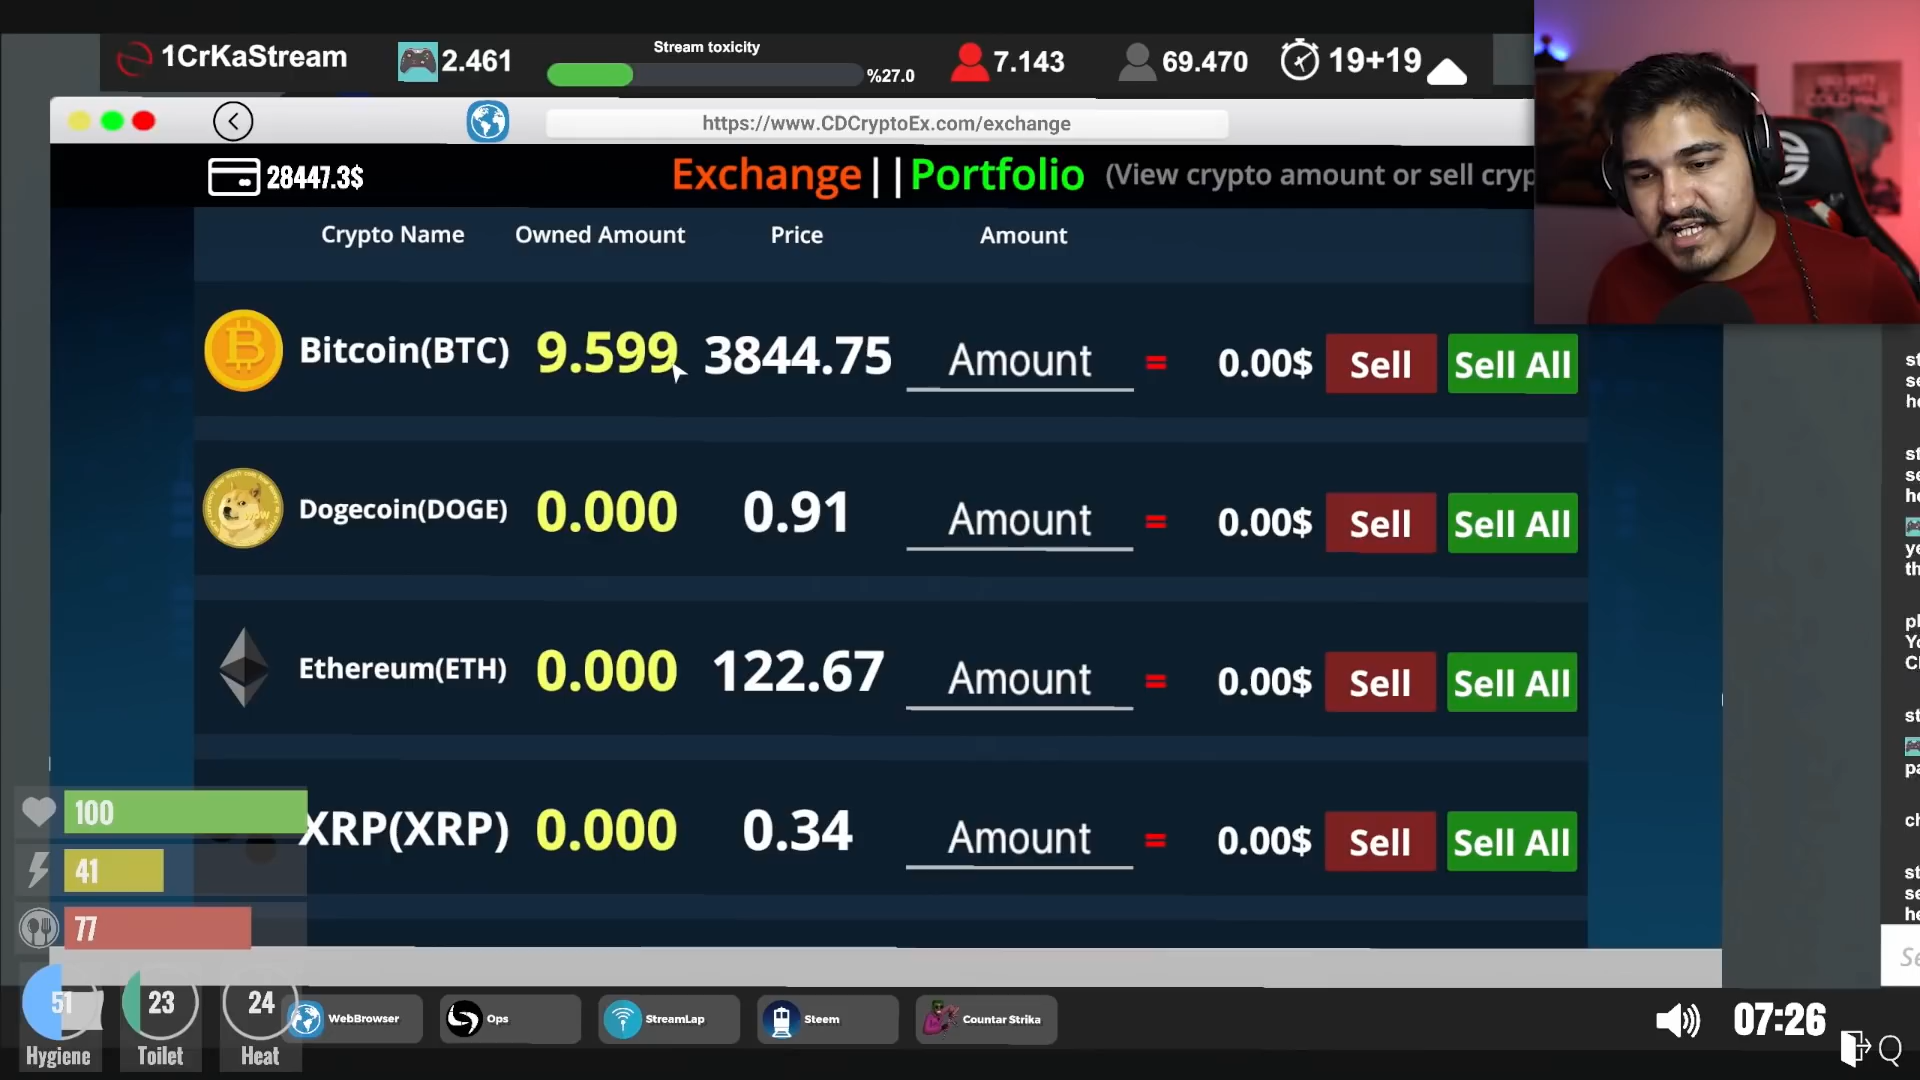 1CrKaStream
2.461
Stream toxicity
%27.0
7.143
69.470
19+19
https://www.CDCryptoEx.com/exchange
28447.3$
Exchange||Portfolio (View crypto amount or sell cryp
Crypto Name Owned Amount Price Amount
Bitcoin(BTC) 9.599 3844.75 Amount = 0.00$ Sell Sell All
Dogecoin(DOGE) 0.000 0.91 Amount = 0.00$ Sell Sell All
Ethereum(ETH) 0.000 122.67 Amount = 0.00$ Sell Sell All
XRP(XRP) 0.000 0.34 Amount = 0.00$ Sell Sell All
100
41
77
51 23 24
Hygiene Toilet Heat
WebBrowser Ops StreamLap Steem Countar Strika
07:26
Q